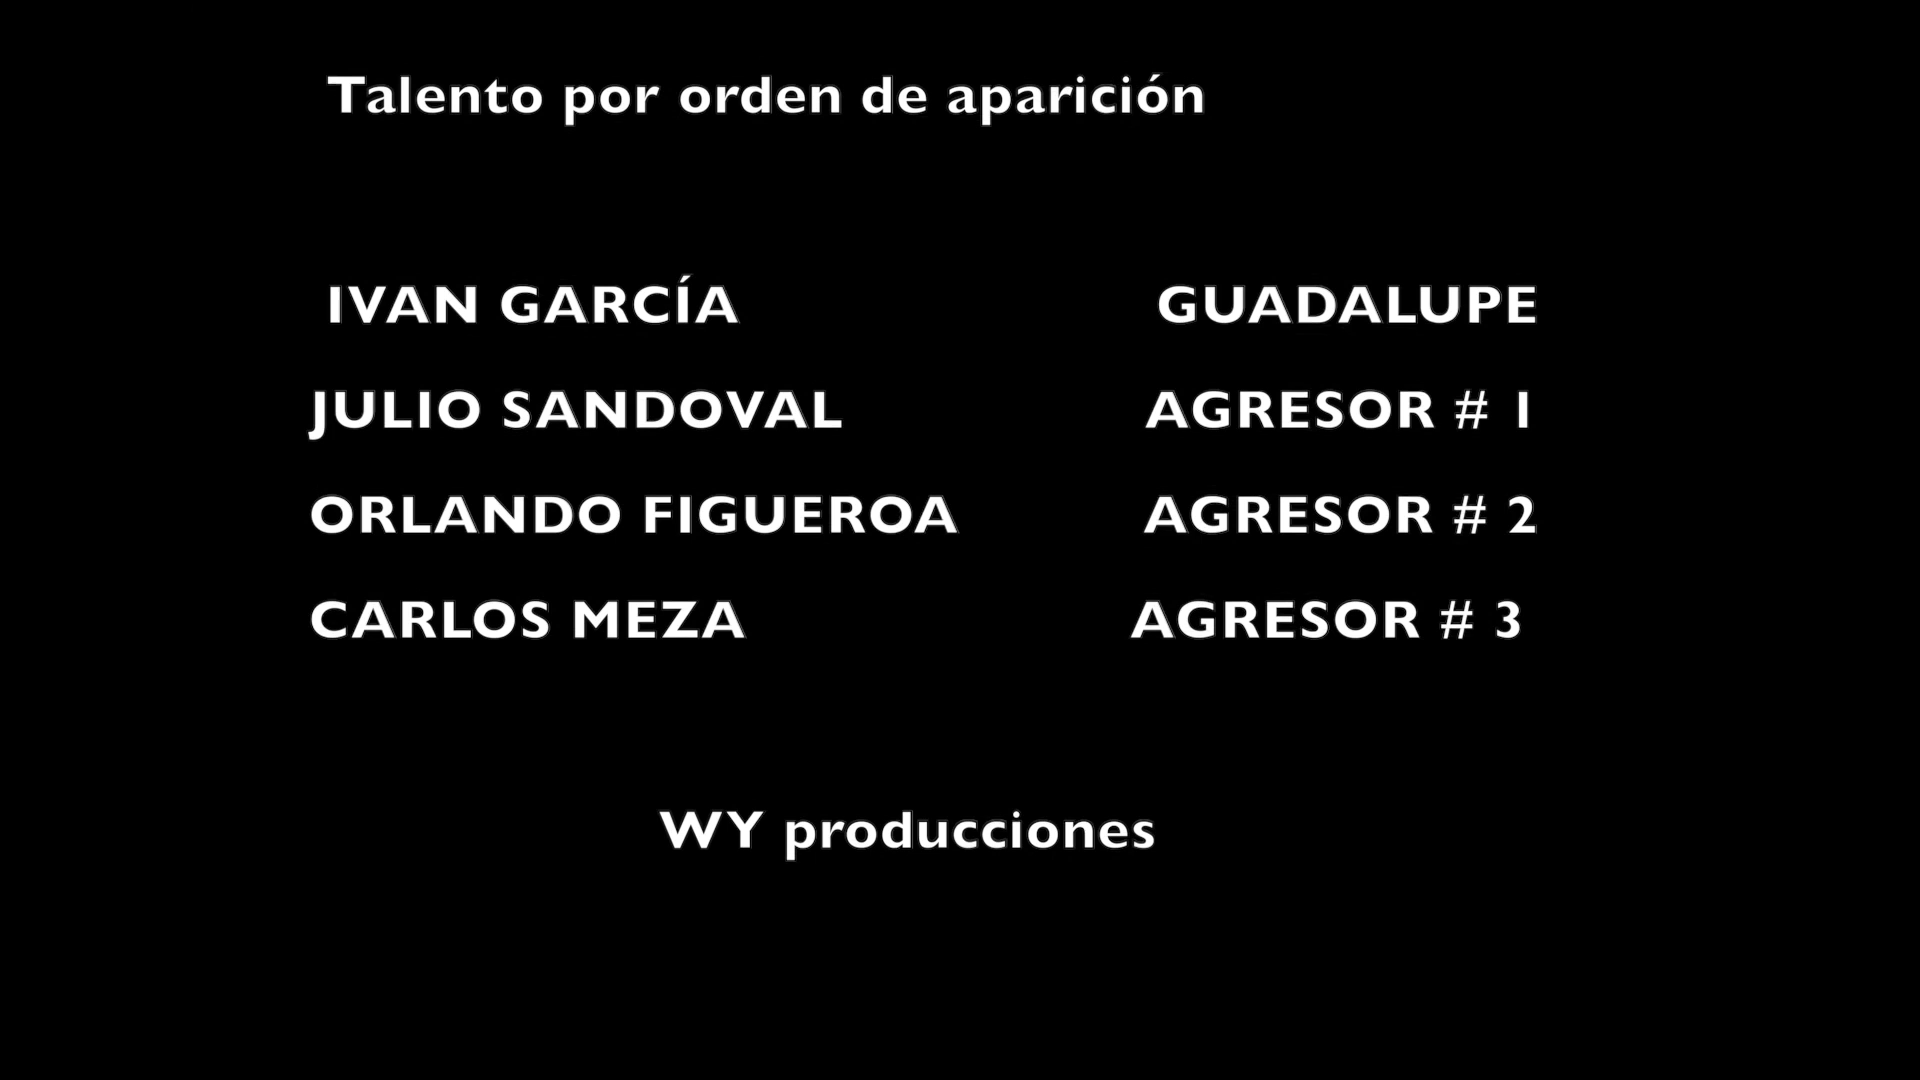 Talento por orden de aparición
IVAN GARCÍA GUADALUPE
JULIO SANDOVAL AGRESOR # 1
ORLANDO FIGUEROA AGRESOR # 2
CARLOS MEZA AGRESOR # 3
WY producciones